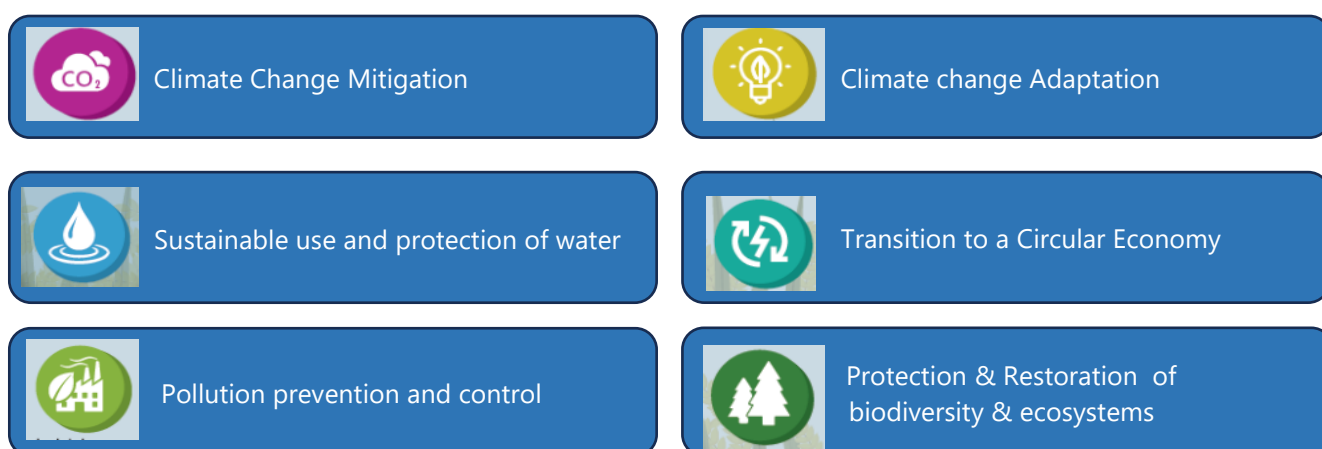 CO2
Climate Change Mitigation
Climate change Adaptation
Sustainable use and protection of water
Transition to a Circular Economy
Pollution prevention and control
Protection & Restoration of
biodiversity & ecosystems